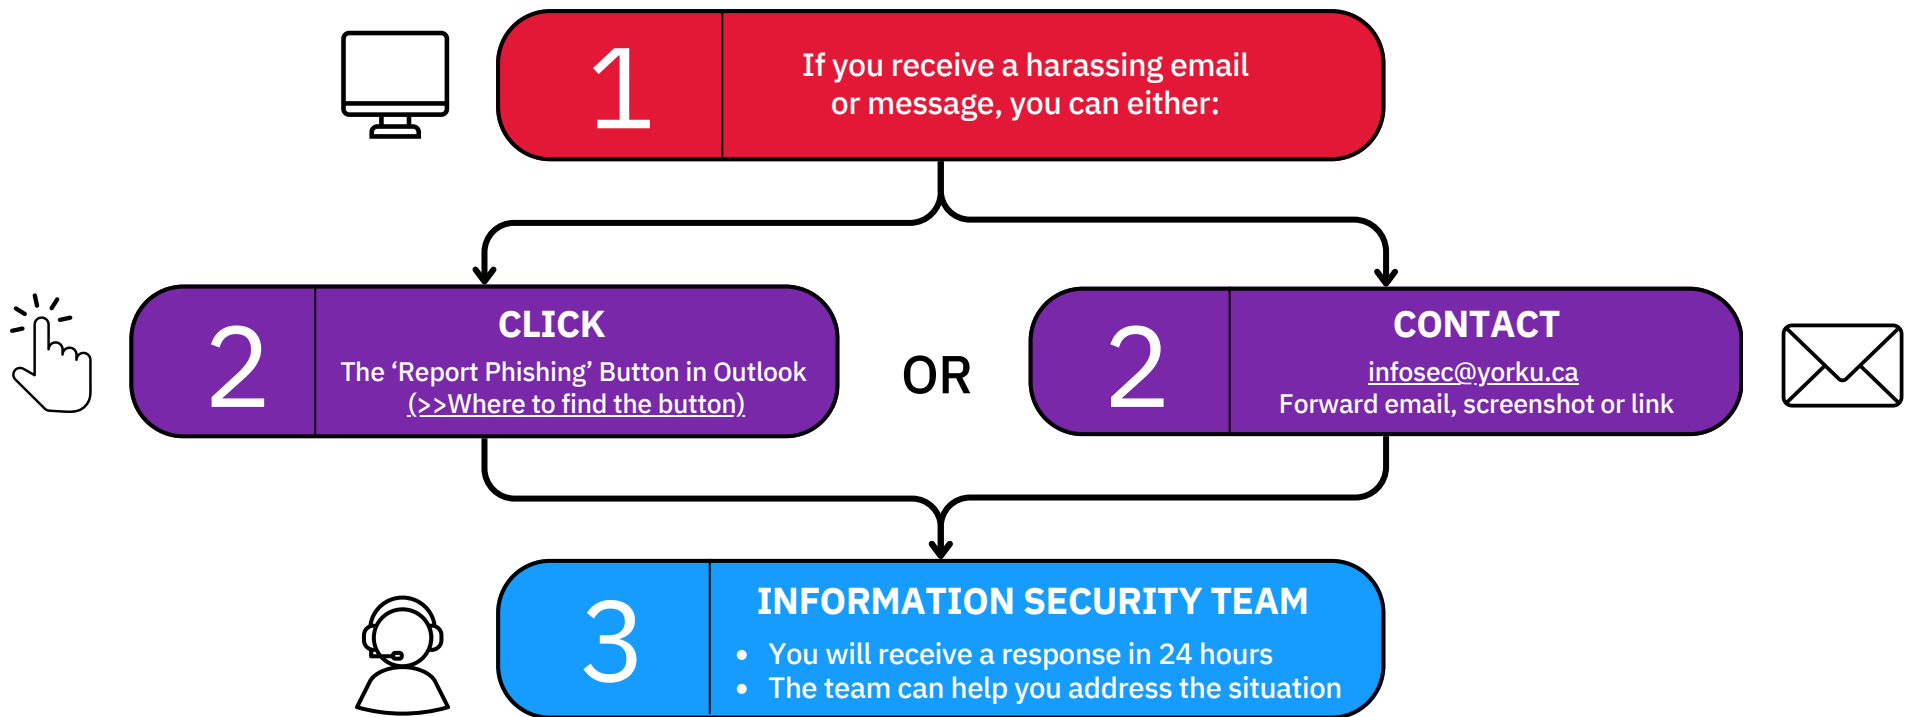 1
If you receive a harassing email
or message, you can either:
2
CLICK
The ‘Report Phishing’ Button in Outlook
(>>Where to find the button)
OR
2
CONTACT
infosec@yorku.ca
Forward email, screenshot or link
3
INFORMATION SECURITY TEAM
• You will receive a response in 24 hours
• The team can help you address the situation